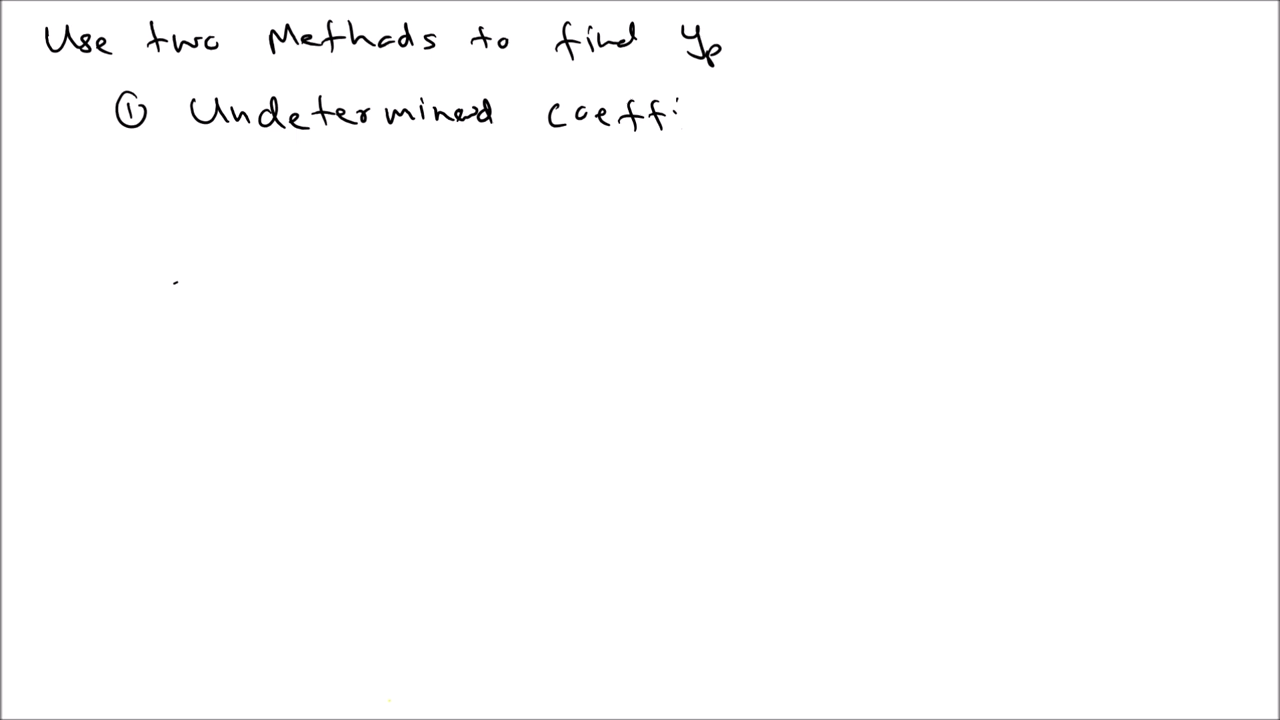 Use two Methods to find yp
① Undetermined coeffi